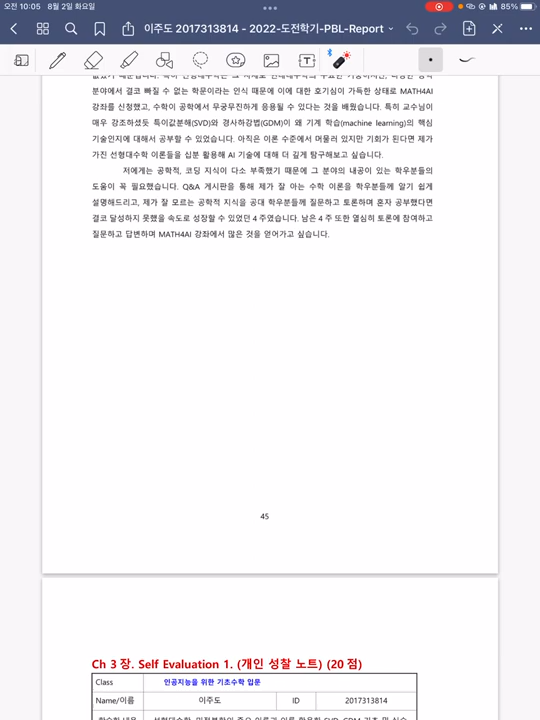 오전 10:05 8월 2일 화요일
85%
이주도 2017313814 - 2022-도전학기-PBL-Report
분야에서 결코 빠질 수 없는 학문이라는 인식 때문에 이에 대한 호기심이 가득한 상태로 MATH4AI
강좌를 신청했고, 수학이 공학에서 무궁무진하게 응용될 수 있다는 것을 배웠습니다. 특히 교수님이
매우 강조하셨듯 특이값분해(SVD)와 경사하강법(GDM)이 왜 기계 학습(machine learning)의 핵심
기술인지에 대해서 공부할 수 있었습니다. 아직은 이론 수준에서 머물러 있지만 기회가 된다면 제가
가진 선형대수학 이론들을 십분 활용해 AI 기술에 대해 더 깊게 탐구해보고 싶습니다.
저에게는 공학적, 코딩 지식이 다소 부족했기 때문에 그 분야의 내공이 있는 학우분들의
도움이 꼭 필요했습니다. Q&A 게시판을 통해 제가 잘 아는 수학 이론을 학우분들께 알기 쉽게
설명해드리고, 제가 잘 모르는 공학적 지식을 공대 학우분들께 질문하고 토론하며 혼자 공부했다면
결코 달성하지 못했을 속도로 성장할 수 있었던 4 주였습니다. 남은 4 주 또한 열심히 토론에 참여하고
질문하고 답변하며 MATH4AI 강좌에서 많은 것을 얻어가고 싶습니다.
45
Ch 3 장. Self Evaluation 1. (개인 성찰 노트) (20 점)
Class 인공지능을 위한 기초수학 입문
Name/이름 이주도 ID 2017313814